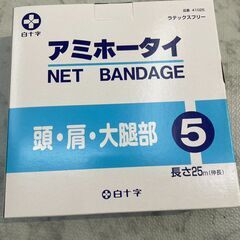 白十字
品番 41026
ラテックスフリー
アミホータイ
NET BANDAGE
頭・肩・大腿部
5
長さ25m(伸長)
白十字